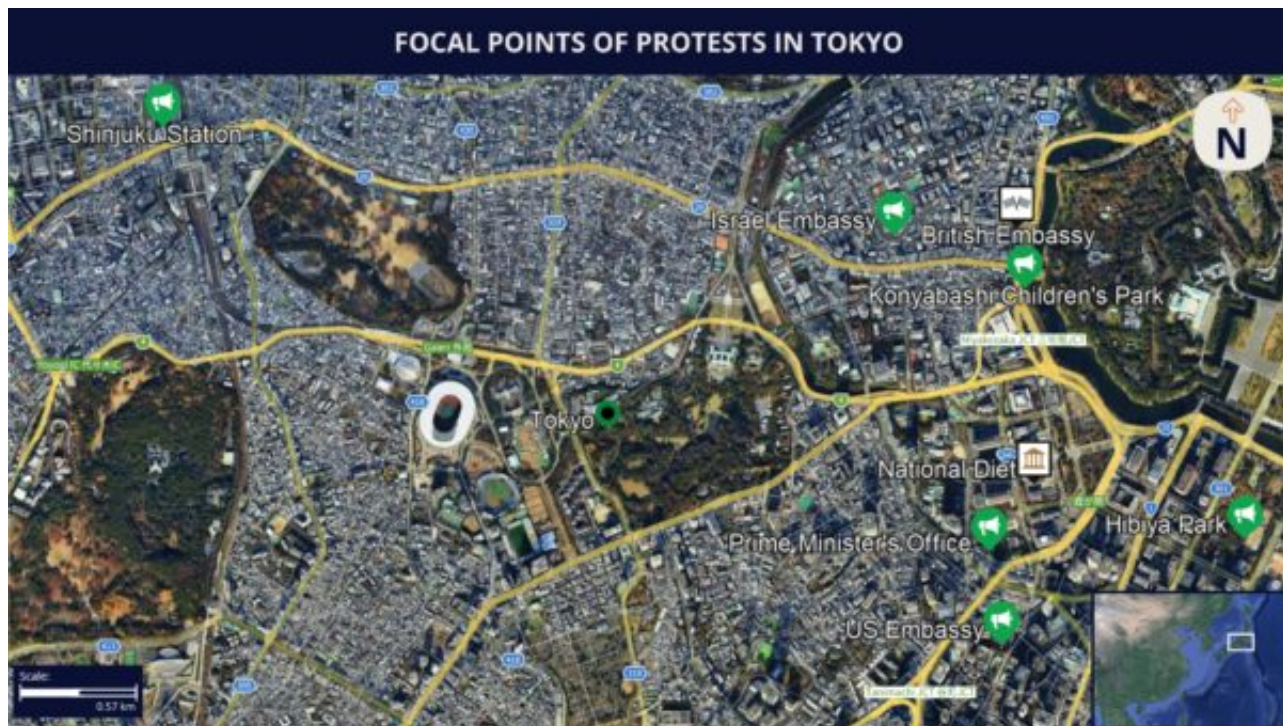 FOCAL POINTS OF PROTESTS IN TOKYO
Shinjuku Station
N
Israel Embassy
British Embassy
Konyabashi Children's Park
Tokyo
National Diet
Hibiya Park
Prime Minister's Office
US Embassy
Scale:
0.57 km